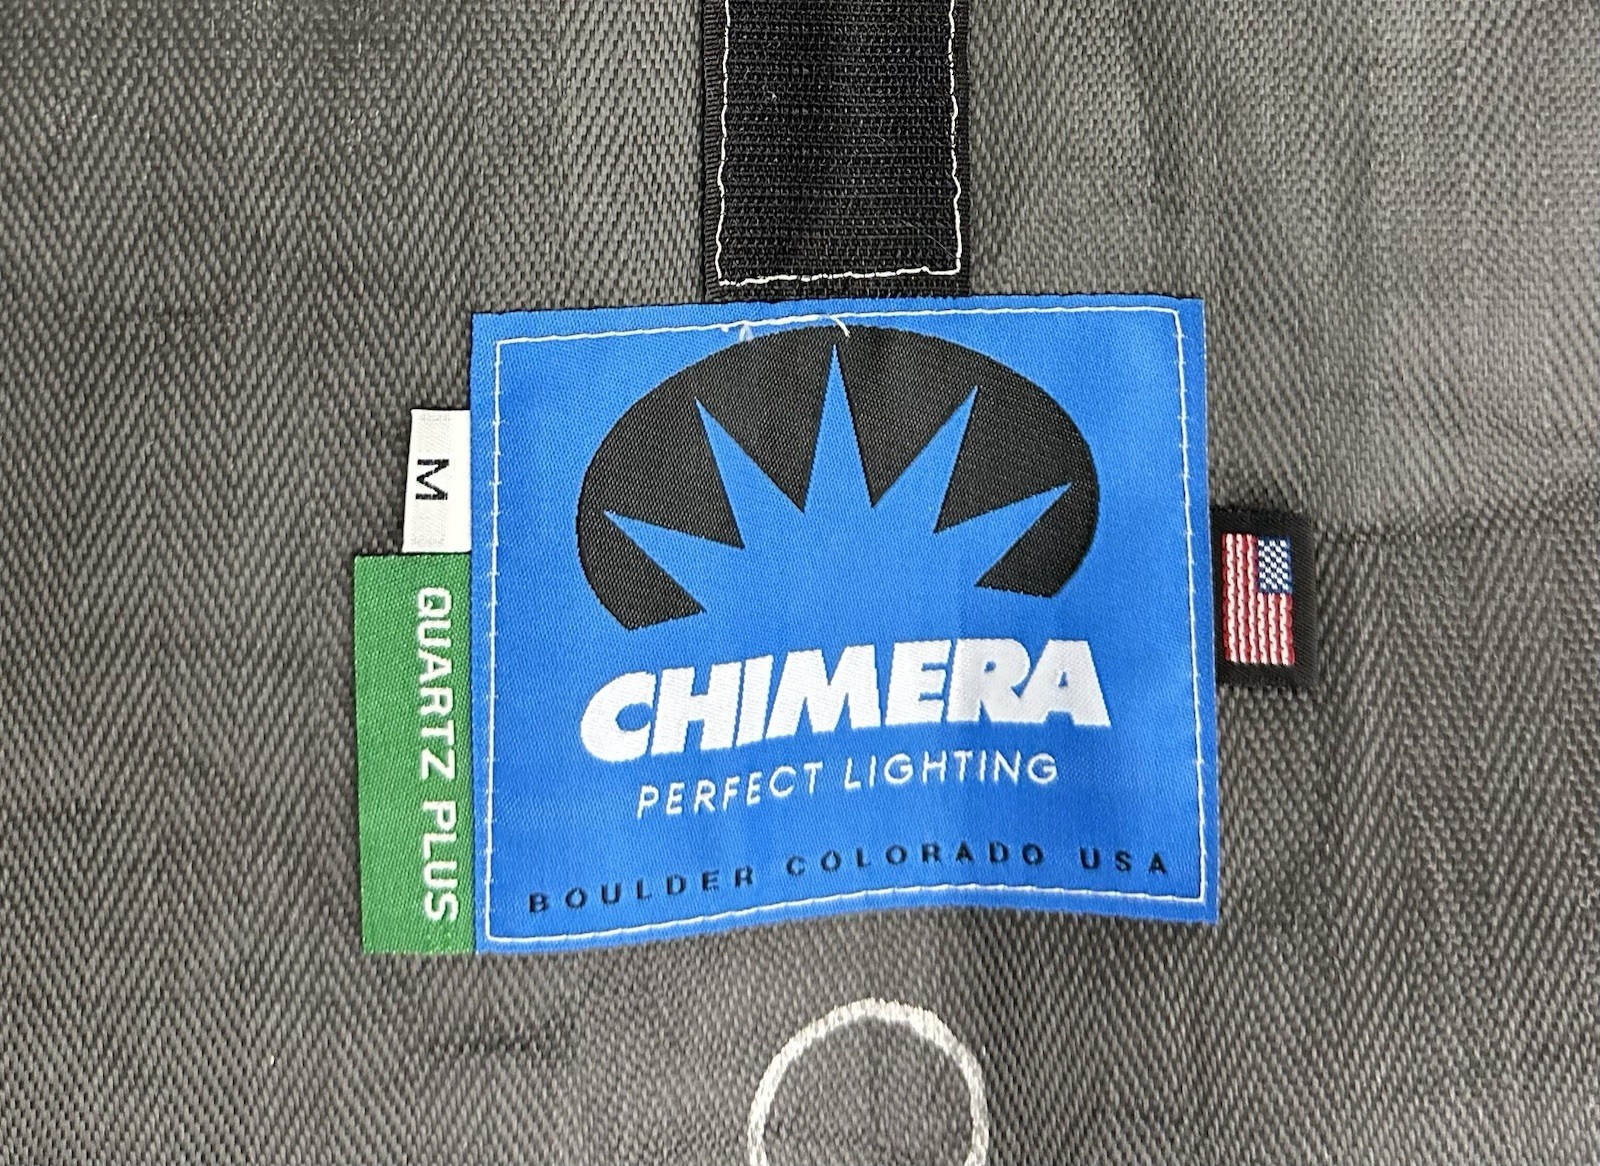 M
QUARTZ PLUS
CHIMERA
PERFECT LIGHTING
BOULDER COLORADO USA